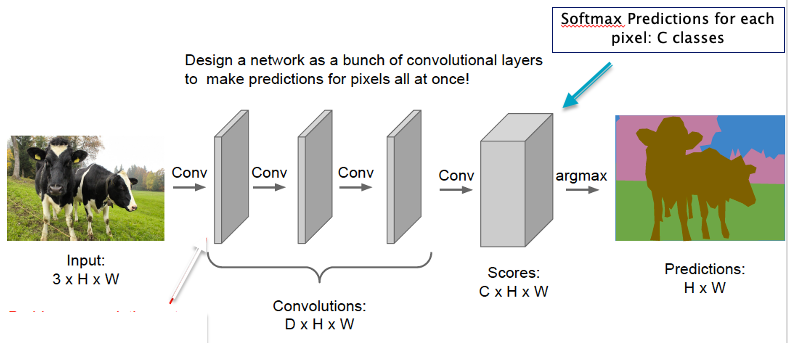 Softmax Predictions for each
pixel: C classes
Design a network as a bunch of convolutional layers
to make predictions for pixels all at once!
Conv
Conv
Conv
Conv
argmax
Input:
3 x H x W
Convolutions:
D x H x W
Scores:
C x H x W
Predictions:
H x W